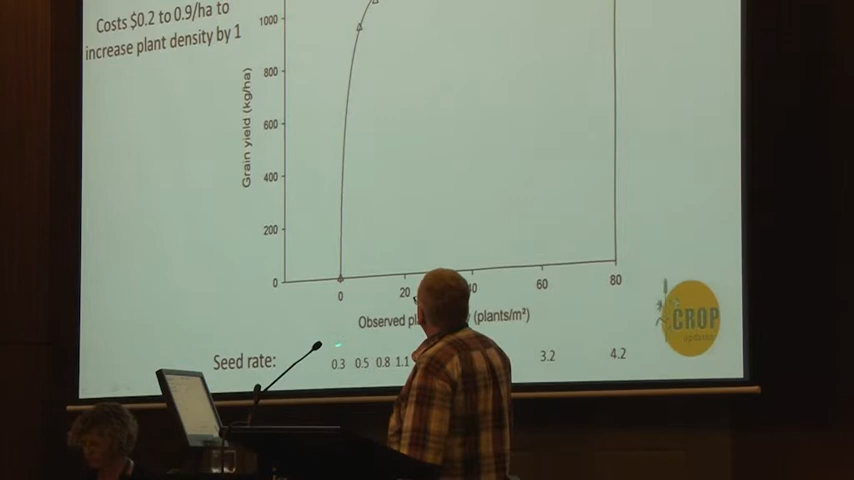 Costs $0.2 to 0.9/ha to
increase plant density by 1
1000
800
600
400
200
0
Grain yield (kg/ha)
0 20 40 60 80
Observed (plants/m²)
Seed rate: 0.3 0.5 0.8 1.1 3.2 4.2
CROP
updates